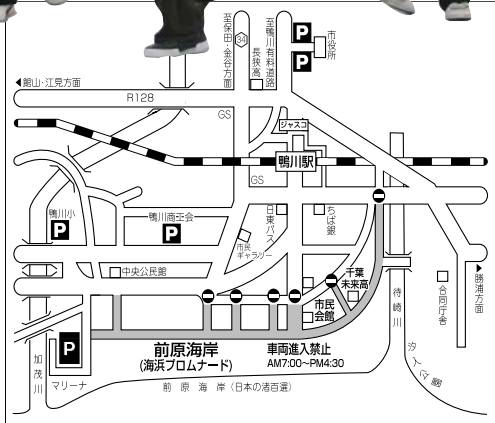 至保田・金谷方面
34
長狭高
至鴨川有料道路
P
市役所
P
◀館山・江見方面
R128
GS
ジャスコ
鴨川駅
GS
鴨川小
P
鴨川商工会
P
日東バス
ちば銀
市民
ギャラリー
中央公民館
千葉
未来高
市民
会館
待崎川
合同庁舎
▶勝浦方面
汐入公園
P
マリーナ
加茂川
前原海岸
(海浜プロムナード)
車両進入禁止
AM7:00〜PM4:30
前原海岸(日本の渚百選)